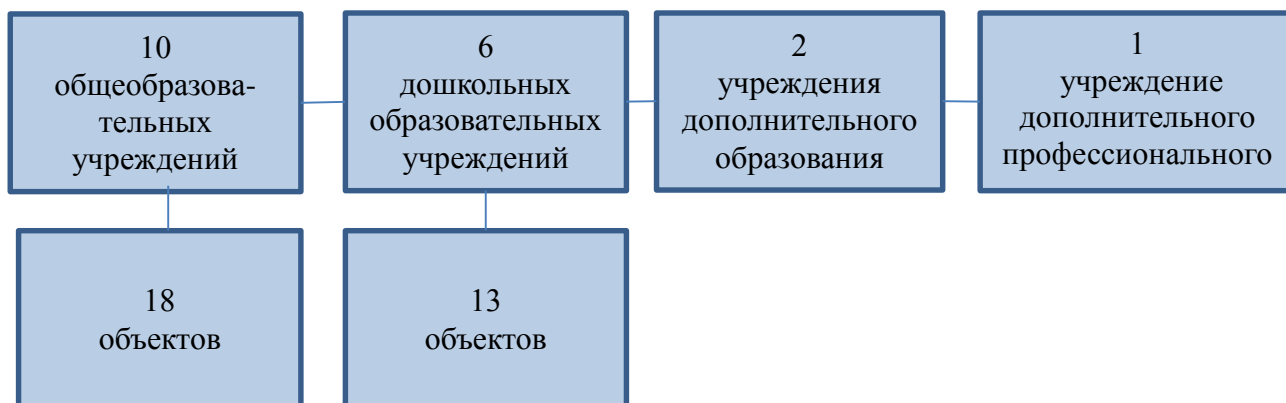 10
общеобразова-
тельных
учреждений
6
дошкольных
образовательных
учреждений
2
учреждения
дополнительного
образования
1
учреждение
дополнительного
профессионального
18
объектов
13
объектов